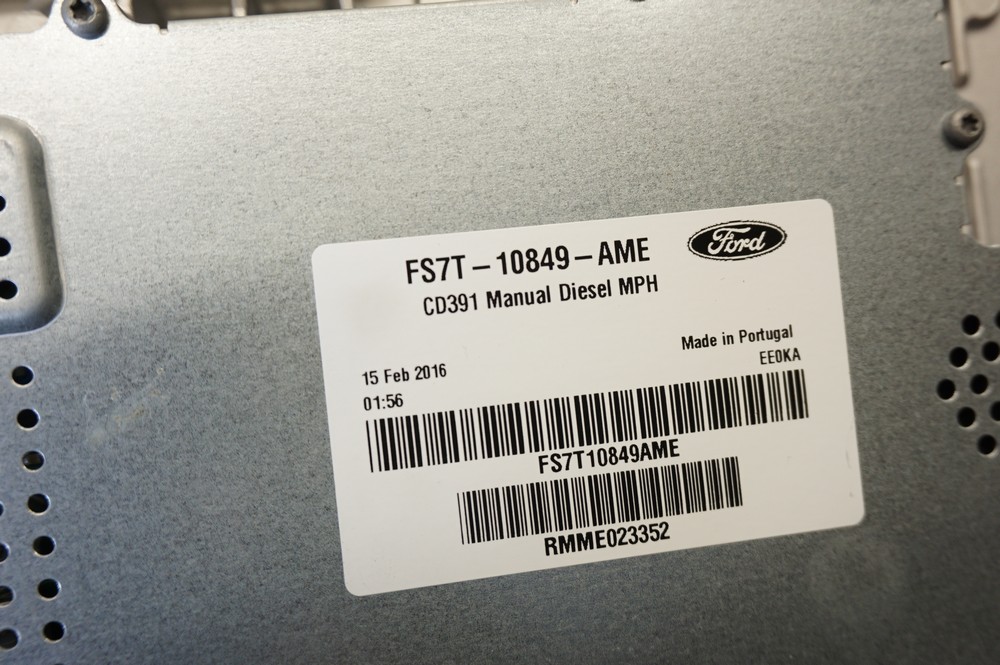 FS7T-10849-AME
Ford
CD391 Manual Diesel MPH
Made in Portugal
EE0KA
15 Feb 2016
01:56
FS7T10849AME
RMME023352